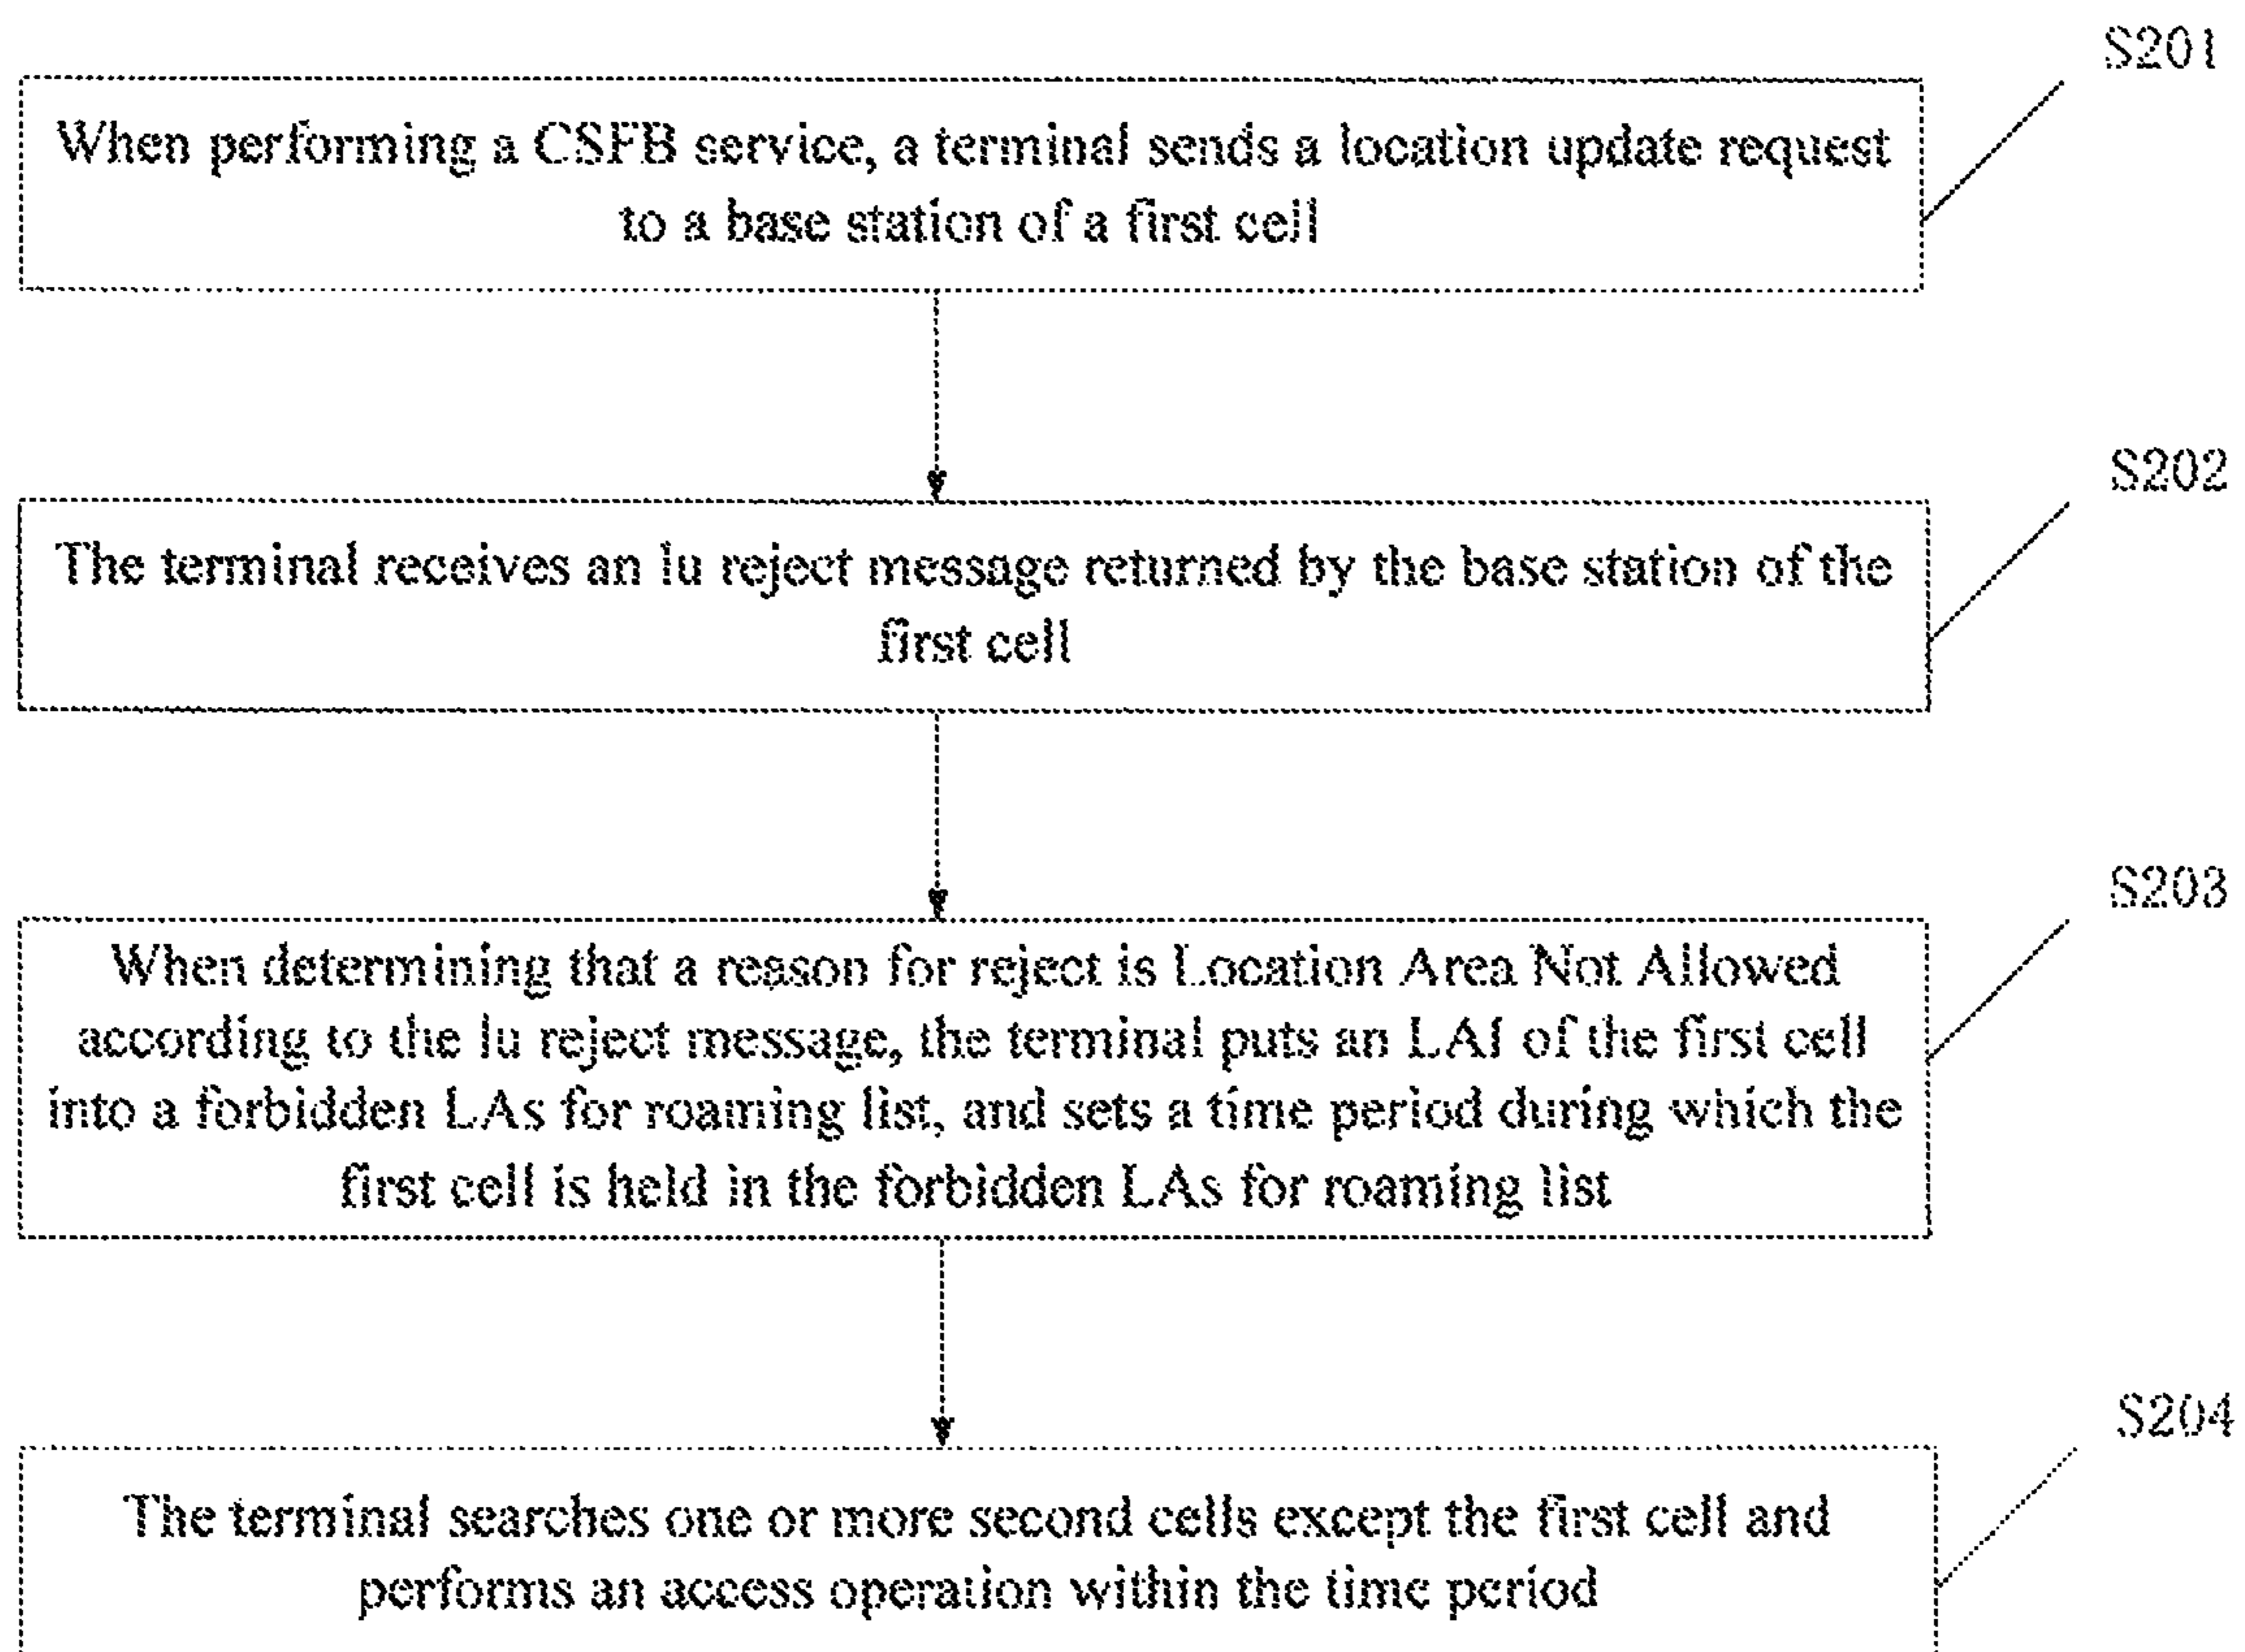 S201
When performing a CSFB service, a terminal sends a location update request
to a base station of a first cell
S202
The terminal receives an lu reject message returned by the base station of the
first cell
S203
When determining that a reason for reject is Location Area Not Allowed
according to the lu reject message, the terminal puts an LAI of the first cell
into a forbidden LAs for roaming list, and sets a time period during which the
first cell is held in the forbidden LAs for roaming list
S204
The terminal searches one or more second cells except the first cell and
performs an access operation within the time period